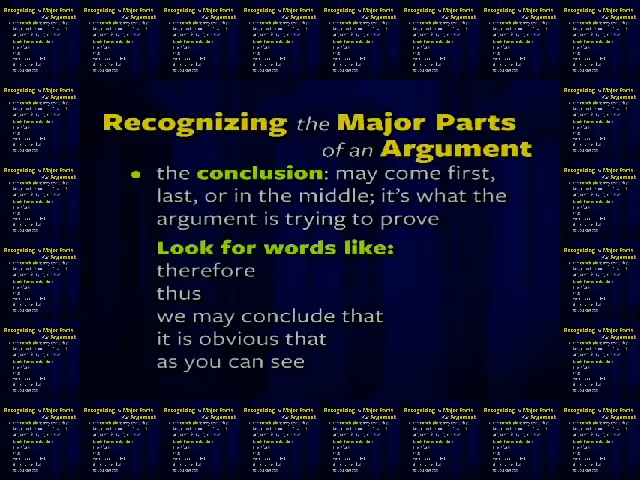 Recognizing the Major Parts
of an Argument
• the conclusion: may come first,
last, or in the middle; it's what the
argument is trying to prove
Look for words like:
therefore
thus
we may conclude that
it is obvious that
as you can see